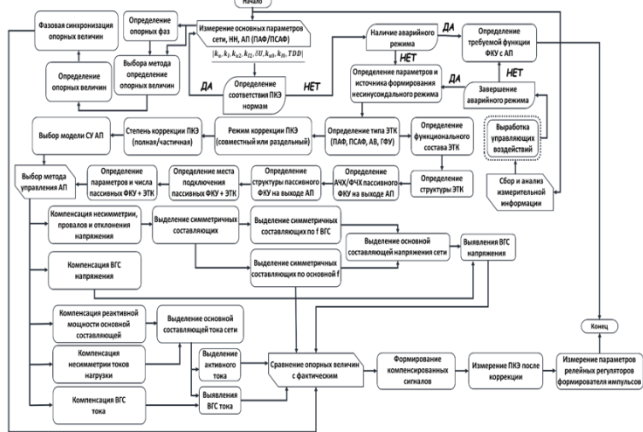 Начало
Фазовая синхронизация
опорных величин
Определение
опорных фаз
Измерение основных параметров
сети, НН, АП (ПАФ/ПСАФ)
Наличие аварийного
режима
ДА
Определение
требуемой функции
ФКУ с АП
Определение
опорных величин
Выбора метода
определение
опорных величин
ДА
Определение
соответствия ПКЭ
нормам
НЕТ
НЕТ
Определение параметров и
источника формирование
несинусоидального режима
ДА
НЕТ
Завершение
аварийного режима
Выбор модели СУ АП
Степень коррекции ПКЭ
(полная/частичная)
Режим коррекции ПКЭ
(совместный или раздельный)
Определение типа ЭТК
(ПАФ, ПСАФ, АВ, ГФУ)
Определение
функционального
состава ЭТК
Выработка
управляющих
воздействий
Выбор метода
управления АП
Определение
параметров и числа
пассивных ФКУ + ЭТК
Определение места
подключения
пассивных ФКУ + ЭТК
Определение
структуры пассивного
ФКУ на выходе АП
Определение
АЧХ/ФЧХ пассивного
ФКУ на выходе АП
Определение
структуры ЭТК
Сбор и анализ
измерительной
информации
Компенсация несимметрии,
провалов и отклонения
напряжения
Выделение симметричных
составляющих
Выделение симметричных
составляющих по f ВГС
Выделение основной
составляющей напряжения сети
Выявления ВГС
напряжения
Компенсация ВГС
напряжения
Выделение симметричных
составляющих по основной f
Компенсация реактивной
мощности основной
составляющей
Выделение основной
составляющей тока сети
Конец
Компенсация
несимметрии токов
нагрузки
Выделение
активного
тока
Сравнение опорных величин
с фактическим
Формирование
компенсированных
сигналов
Измерение ПКЭ после
коррекции
Измерение параметров
релейных регуляторов
формирователя импульсов
Компенсация ВГС
тока
Выявления
ВГС тока